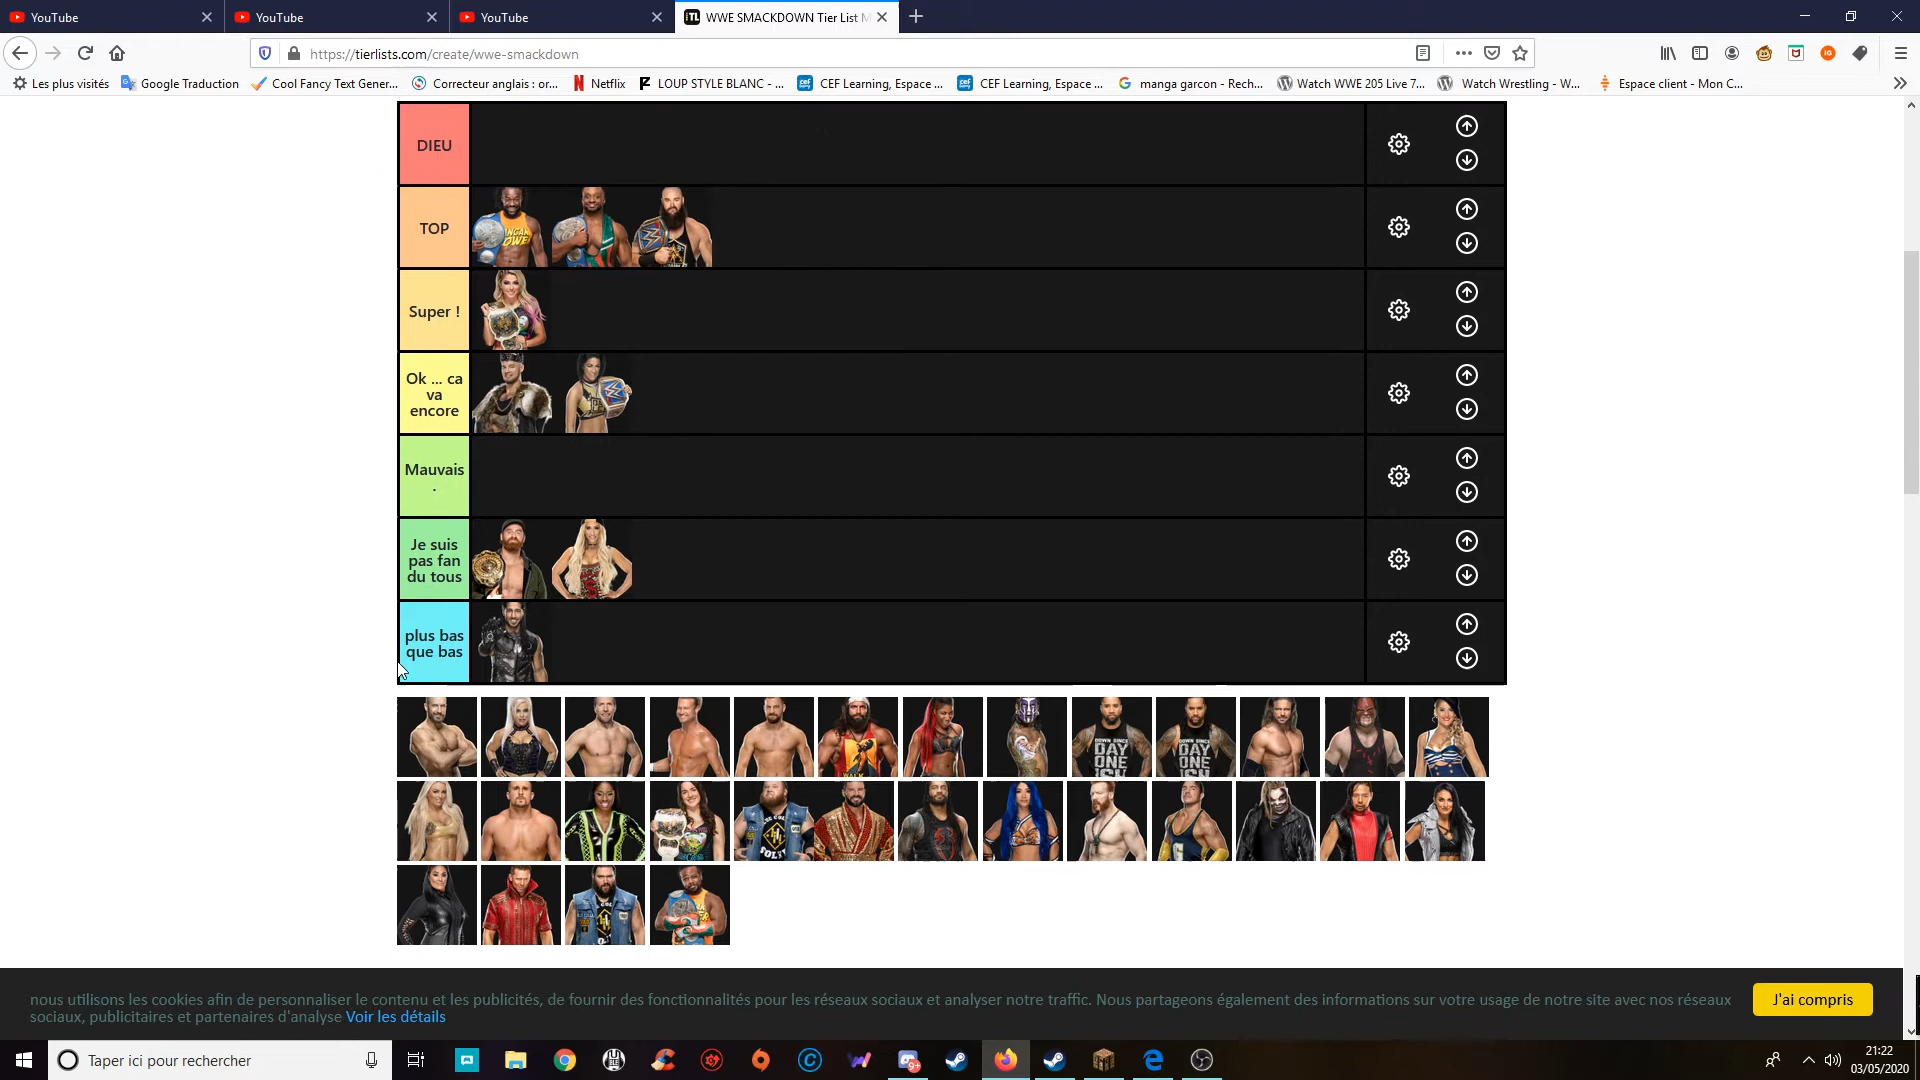 YouTube
YouTube
YouTube
TL WWE SMACKDOWN Tier List M
https://tierlists.com/create/wwe-smackdown
Les plus visités
Google Traduction
Cool Fancy Text Gener...
Correcteur anglais : or...
Netflix
LOUP STYLE BLANC - ...
CEF Learning, Espace ...
CEF Learning, Espace ...
manga garcon - Rech...
Watch WWE 205 Live 7...
Watch Wrestling - W...
Espace client - Mon C...
DIEU
TOP
Super !
Ok ... ca
va
encore
Mauvais
.
Je suis
pas fan
du tous
plus bas
que bas
DAY
ONE
DAY
ONE
nous utilisons les cookies afin de personnaliser le contenu et les publicités, de fournir des fonctionnalités pour les réseaux sociaux et analyser notre traffic. Nous partageons également des informations sur votre usage de notre site avec nos réseaux
sociaux, publicitaires et partenaires d'analyse Voir les détails
J'ai compris
Taper ici pour rechercher
21:22
03/05/2020